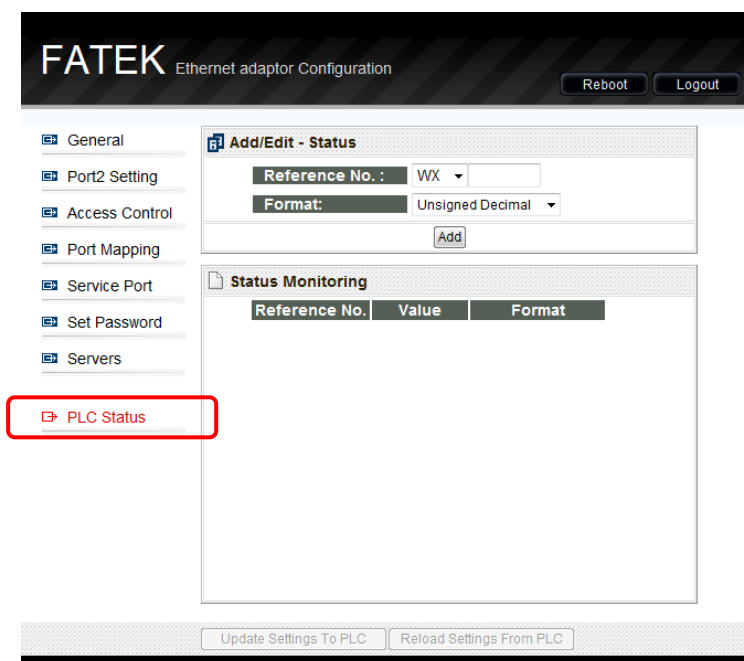 FATEK Ethernet adaptor Configuration
Reboot
Logout
General
Port2 Setting
Access Control
Port Mapping
Service Port
Set Password
Servers
PLC Status
Add/Edit - Status
Reference No. : WX
Format: Unsigned Decimal
Add
Status Monitoring
Reference No. Value Format
Update Settings To PLC Reload Settings From PLC